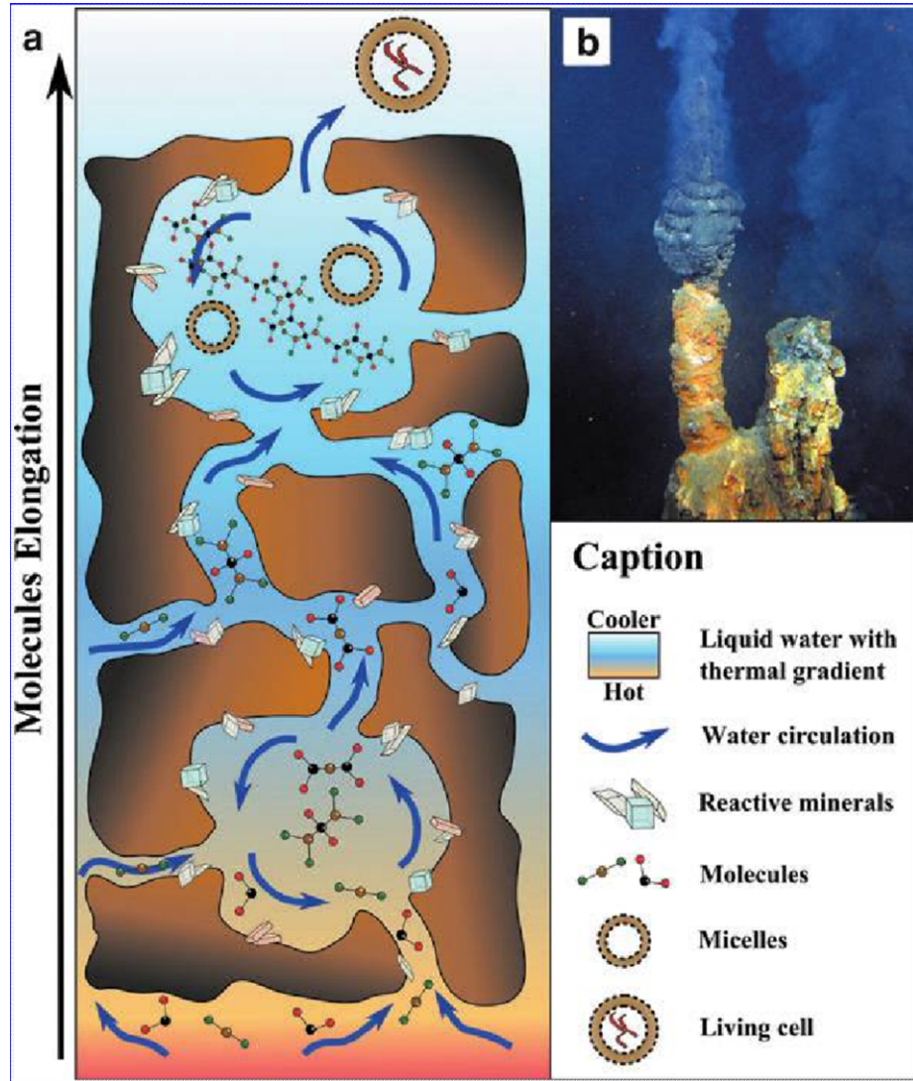 a
b
Molecules Elongation
Caption
Cooler
Hot
Liquid water with
thermal gradient
Water circulation
Reactive minerals
Molecules
Micelles
Living cell